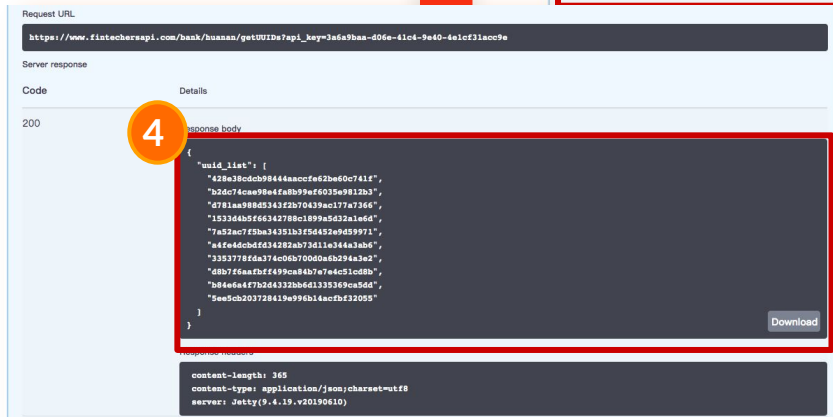 Request URL
https://www.fintechersapi.com/bank/huanan/getUUIDs?api_key=3a6a9baa-d06e-41c4-9e40-4e1cf31acc9e
Server response
Code Details
200
4
Response body
{
"uuid_list": [
"428e38cdcb98444aaccfe62be60c741f",
"b2dc74cae98e4fa8b99ef6035e9812b3",
"d781aa988d5343f2b70439ac177a7366",
"1533d4b5f66342788c1899a5d32a1e6d",
"7a52ac7f5ba34351b3f5d452e9d59971",
"a4fe4dcbdfd34282ab73d11e344a3ab6",
"3353778fda374c06b700d0a6b294a3e2",
"d8b7f6aafbff499ca84b7e7e4c51cd8b",
"b84e6a4f7b2d4332bb6d1335369ca5dd",
"5ee5cb203728419e996b14acfbf32055"
]
}
Download
Response headers
content-length: 365
content-type: application/json;charset=utf8
server: Jetty(9.4.19.v20190610)